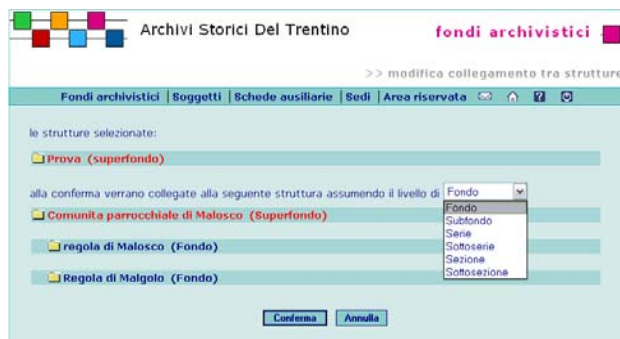 Archivi Storici Del Trentino
fondi archivistici
>> modifica collegamento tra strutture
Fondi archivistici | Soggetti | Schede ausiliarie | Sedi | Area riservata
le strutture selezionate:
Prova (superfondo)
alla conferma verrano collegate alla seguente struttura assumendo il livello di Fondo
Fondo
Subfondo
Serie
Sottoserie
Sezione
Sottosezione
Comunita parrocchiale di Malosco (Superfondo)
regola di Malosco (Fondo)
Regola di Malgolo (Fondo)
Conferma Annulla